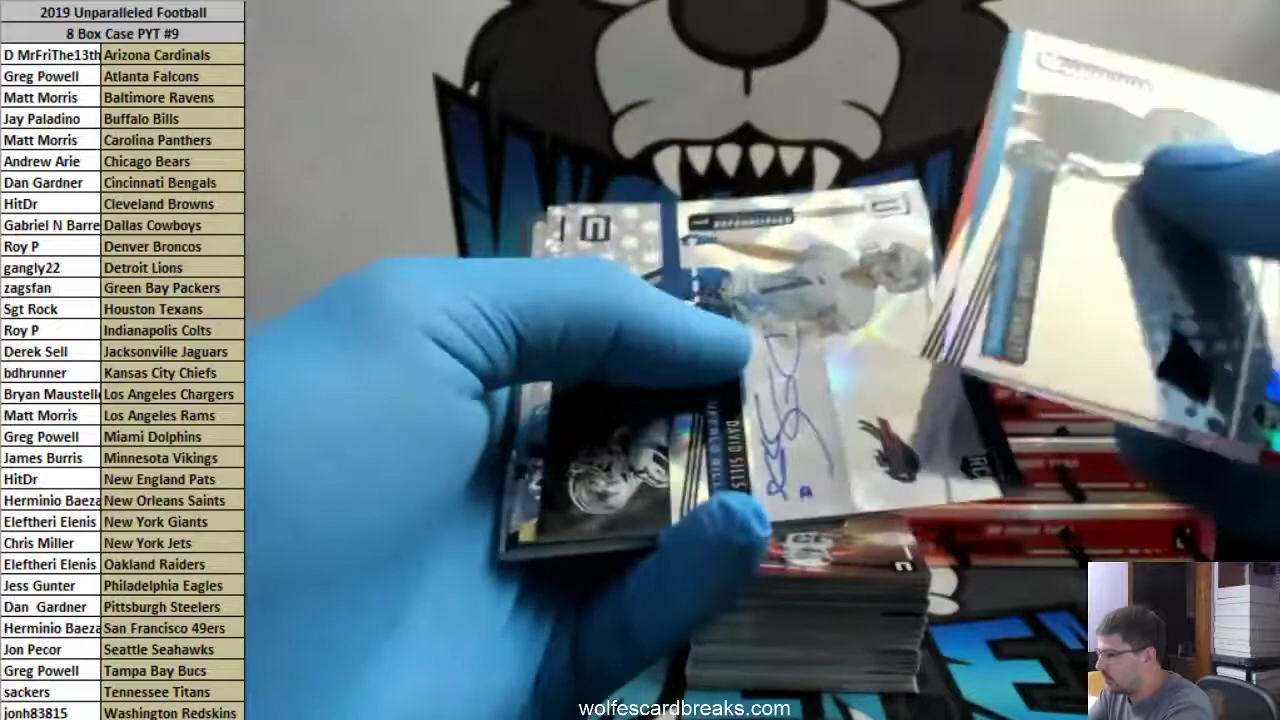 2019 Unparalleled Football
8 Box Case PYT #9
D MrFriThe13th Arizona Cardinals
Greg Powell Atlanta Falcons
Matt Morris Baltimore Ravens
Jay Paladino Buffalo Bills
Matt Morris Carolina Panthers
Andrew Arie Chicago Bears
Dan Gardner Cincinnati Bengals
HitDr Cleveland Browns
Gabriel N Barre Dallas Cowboys
Roy P Denver Broncos
gangly22 Detroit Lions
zagsfan Green Bay Packers
Sgt Rock Houston Texans
Roy P Indianapolis Colts
Derek Sell Jacksonville Jaguars
bdhrunner Kansas City Chiefs
Bryan Maustelle Los Angeles Chargers
Matt Morris Los Angeles Rams
Greg Powell Miami Dolphins
James Burris Minnesota Vikings
HitDr New England Pats
Herminio Baeza New Orleans Saints
Eleftheri Elenis New York Giants
Chris Miller New York Jets
Eleftheri Elenis Oakland Raiders
Jess Gunter Philadelphia Eagles
Dan Gardner Pittsburgh Steelers
Herminio Baeza San Francisco 49ers
Jon Pecor Seattle Seahawks
Greg Powell Tampa Bay Bucs
sackers Tennessee Titans
jonh83815 Washington Redskins
DAVID SILLS
RC
wolfescardbreaks.com